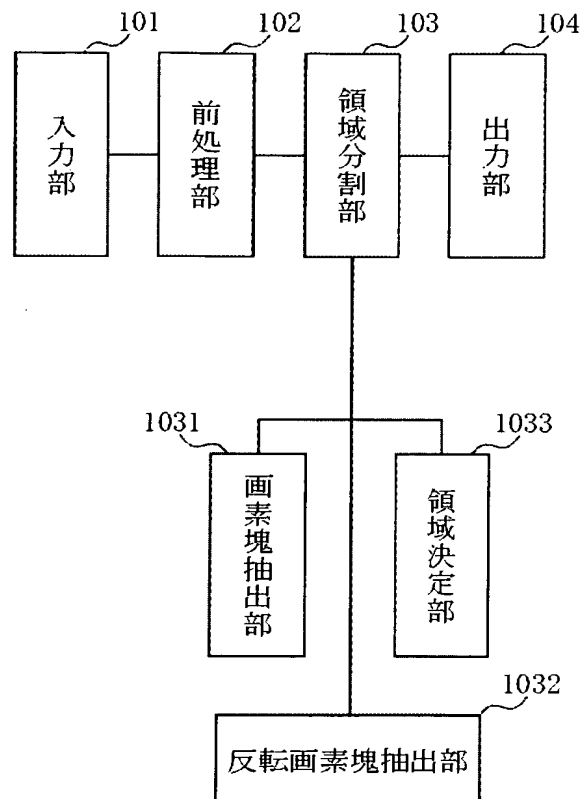 101
102
103
104
入力部
前処理部
領域分割部
出力部
1031
1033
画素塊抽出部
領域決定部
1032
反転画素塊抽出部